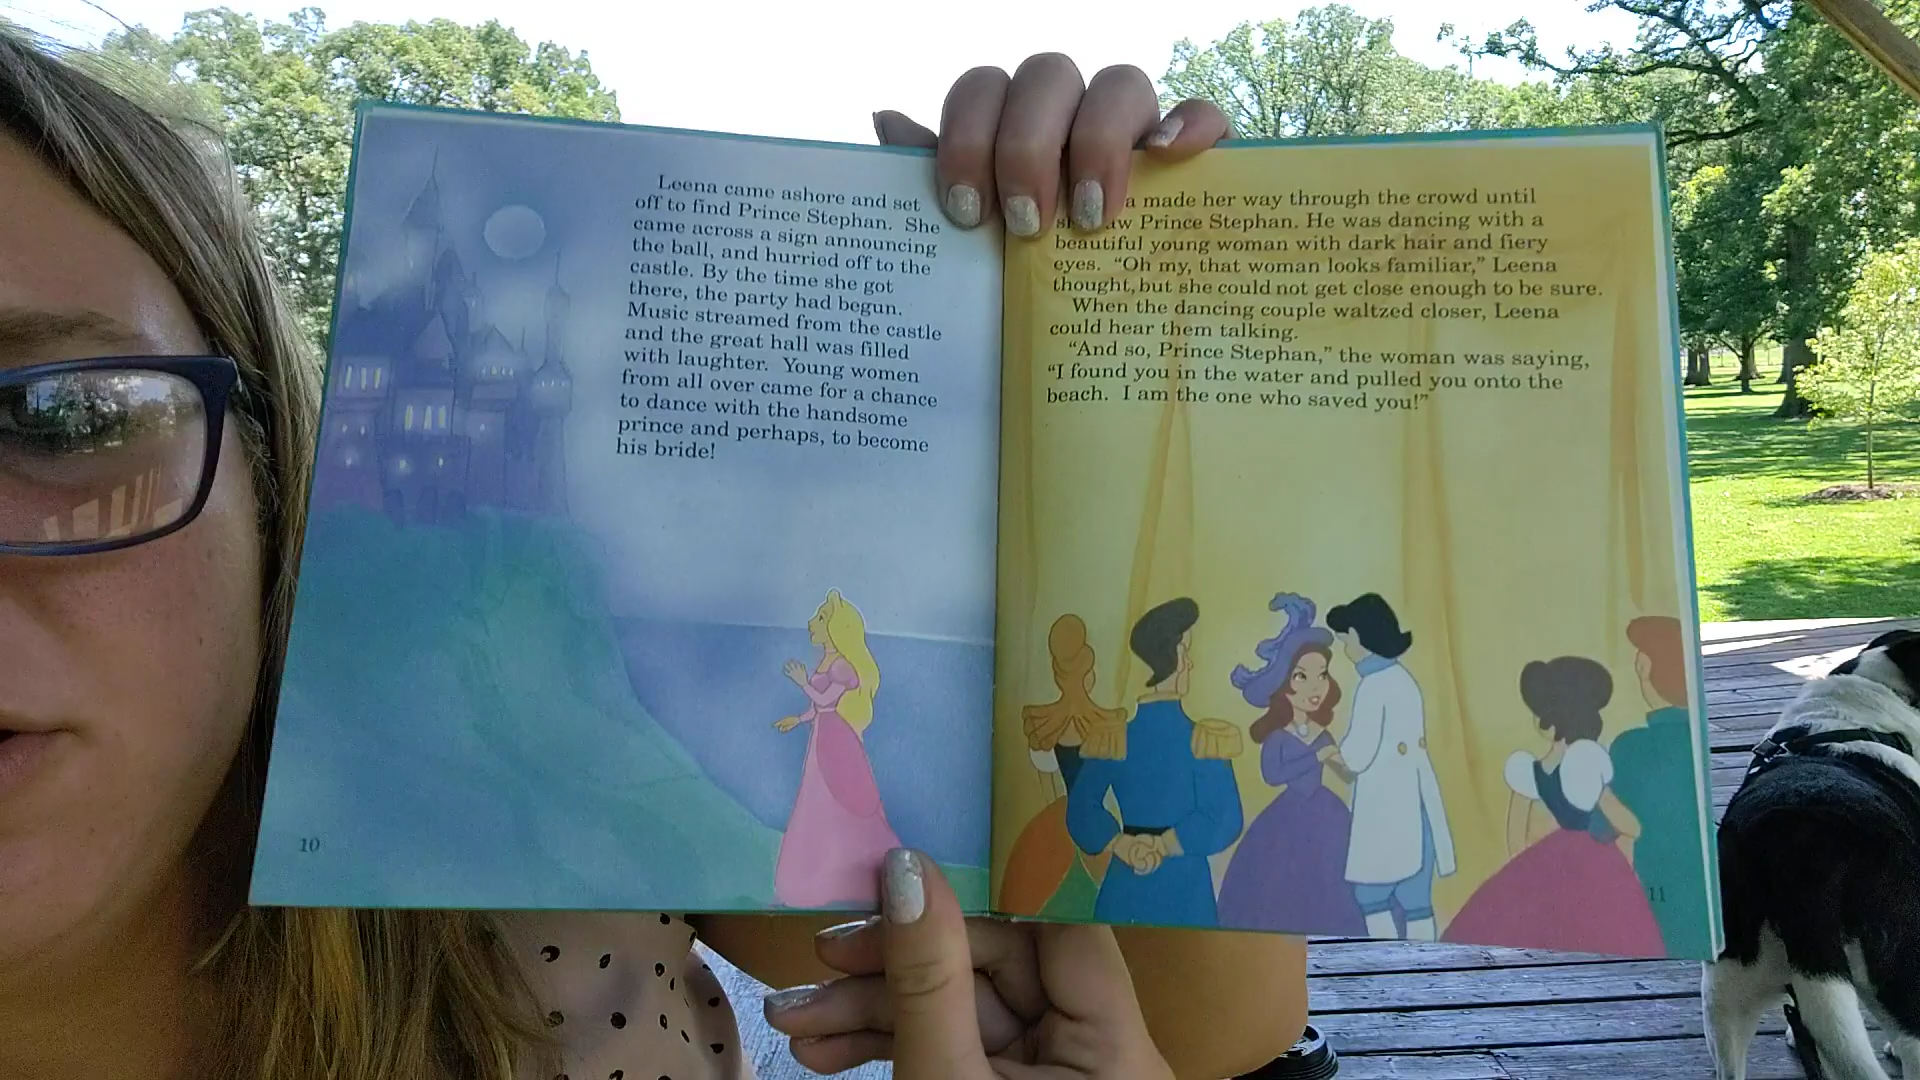 Leena came ashore and set
off to find Prince Stephan. She
came across a sign announcing
the ball, and hurried off to the
castle. By the time she got
there, the party had begun.
Music streamed from the castle
and the great hall was filled
with laughter. Young women
from all over came for a chance
to dance with the handsome
prince and perhaps, to become
his bride!
10
a made her way through the crowd until
aw Prince Stephan. He was dancing with a
beautiful young woman with dark hair and fiery
eyes. “Oh my, that woman looks familiar,” Leena
thought, but she could not get close enough to be sure.
When the dancing couple waltzed closer, Leena
could hear them talking.
“And so, Prince Stephan,” the woman was saying,
“I found you in the water and pulled you onto the
beach. I am the one who saved you!”
11